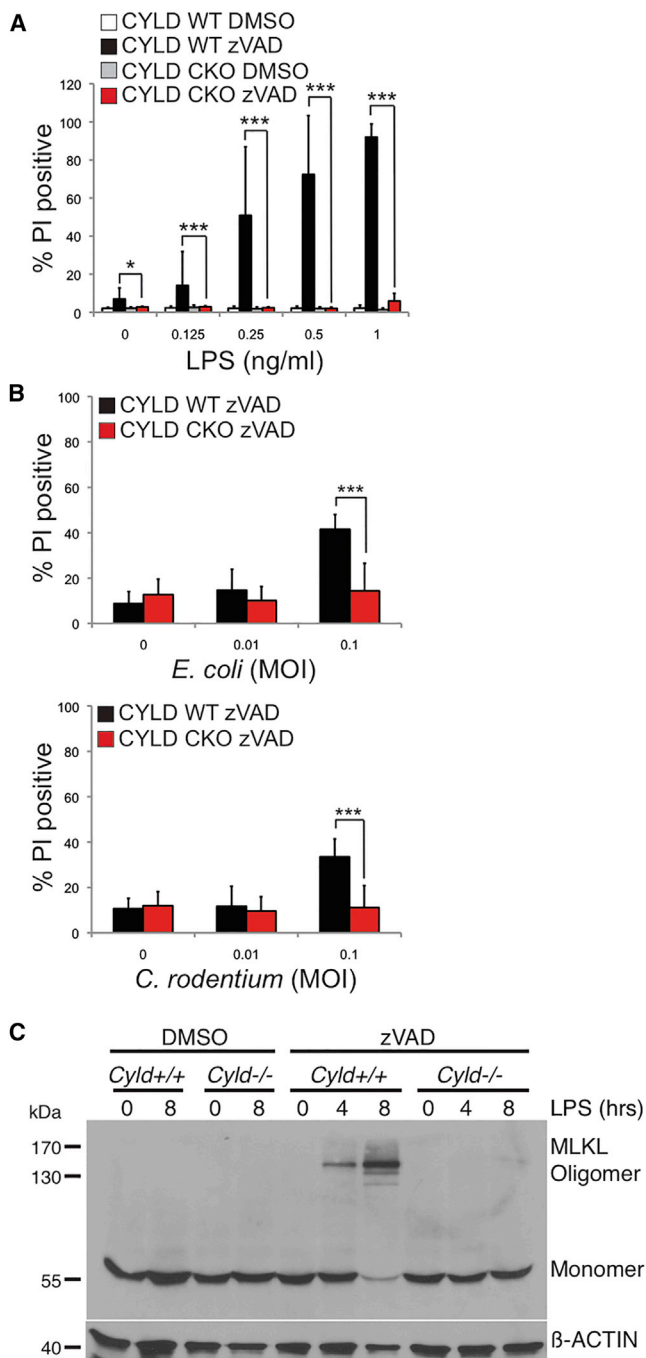 A
CYLD WT DMSO
CYLD WT zVAD
CYLD CKO DMSO
CYLD CKO zVAD
% PI positive
120
100
80
60
40
20
0
*
***
***
***
***
0 0.125 0.25 0.5 1
LPS (ng/ml)
B
CYLD WT zVAD
CYLD CKO zVAD
% PI positive
100
80
60
40
20
0
***
0 0.01 0.1
E. coli (MOI)
CYLD WT zVAD
CYLD CKO zVAD
% PI positive
100
80
60
40
20
0
***
0 0.01 0.1
C. rodentium (MOI)
C
DMSO zVAD
Cyld+/+ Cyld-/- Cyld+/+ Cyld-/-
kDa 0 8 0 8 0 4 8 0 4 8 LPS (hrs)
170 MLKL
130 Oligomer
55 Monomer
40 ß-ACTIN